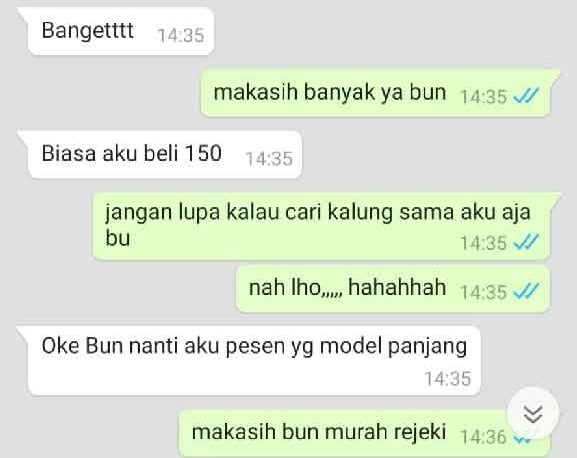 Bangetttt 14:35
makasih banyak ya bun 14:35
Biasa aku beli 150 14:35
jangan lupa kalau cari kalung sama aku aja
bu 14:35
nah lho,,,,, hahahhah 14:35
Oke Bun nanti aku pesen yg model panjang
14:35
makasih bun murah rejeki 14:36